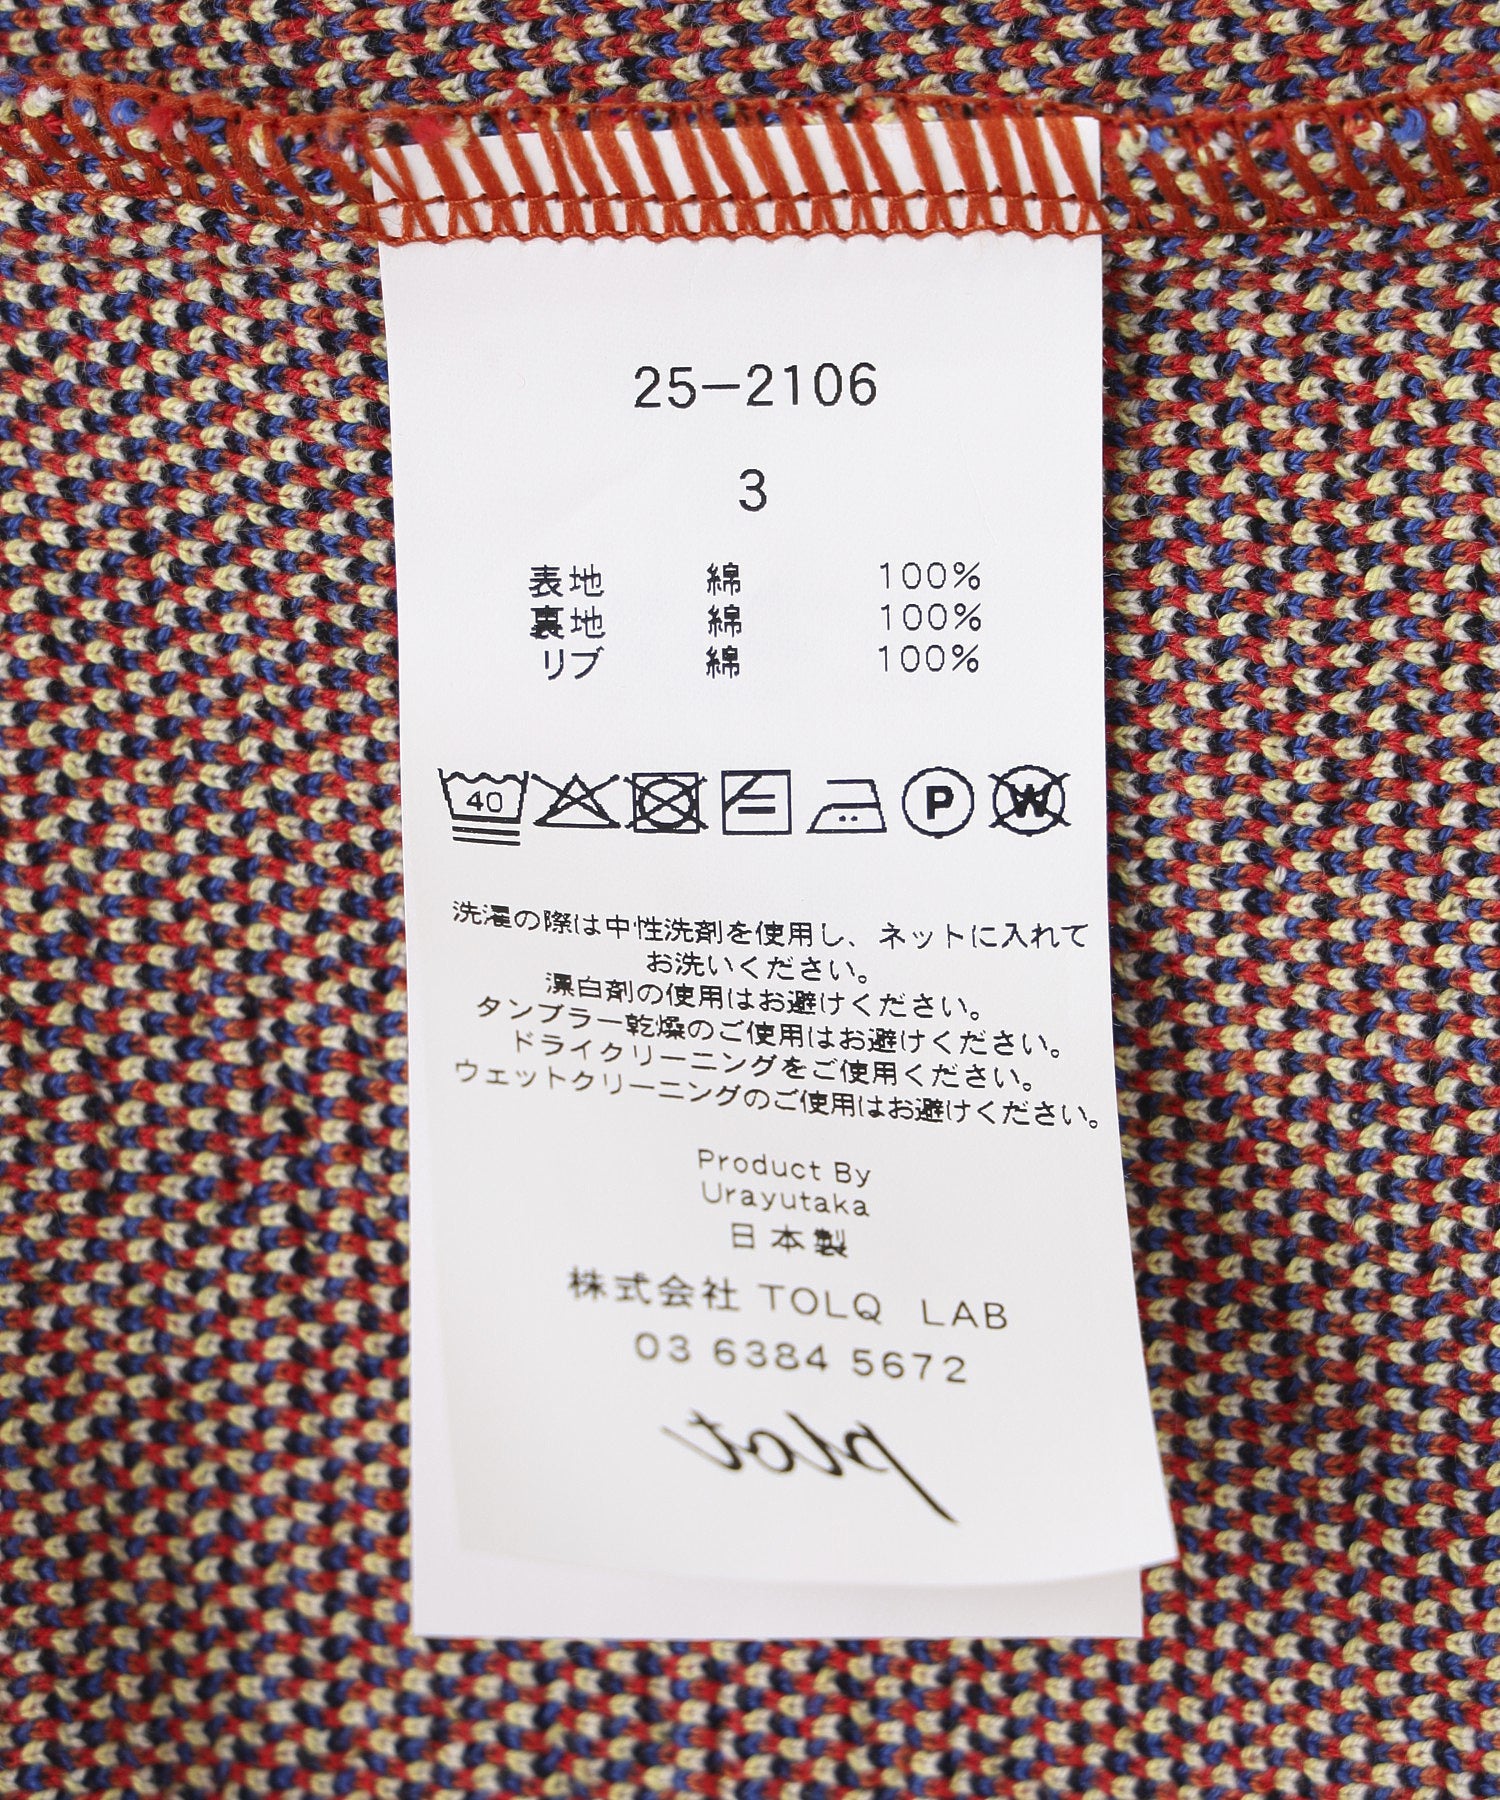 25-2106
3
表地 綿 100%
裏地 綿 100%
リブ 綿 100%
40 P W
洗濯の際は中性洗剤を使用し、ネットに入れて
お洗いください。
漂白剤の使用はお避けください。
タンブラー乾燥のご使用はお避けください。
ドライクリーニングをご使用ください。
ウェットクリーニングのご使用はお避けください。
Product By
Urayutaka
日本製
株式会社 TOLQ LAB
03 6384 5672
plot